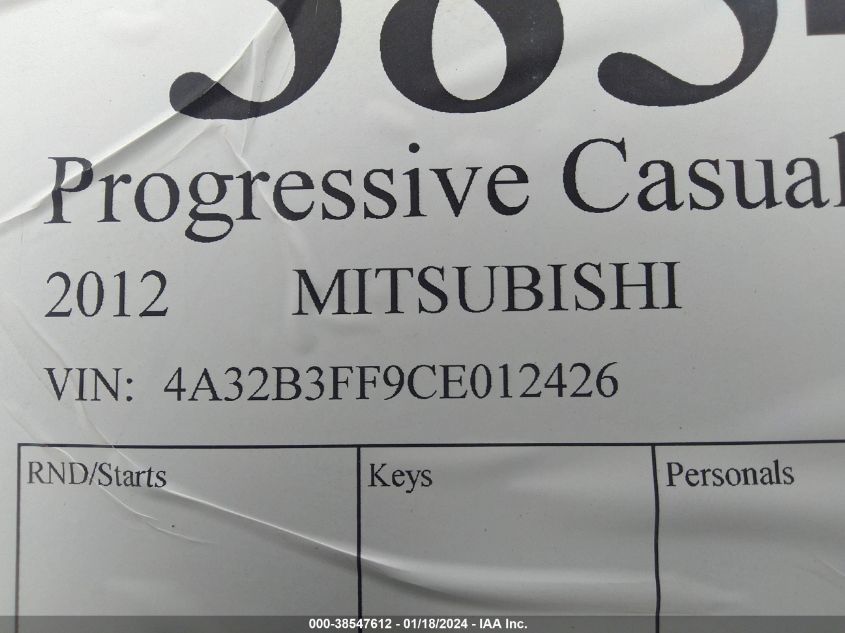 Progressive Casual
2012 MITSUBISHI
VIN: 4A32B3FF9CE012426
RND/Starts Keys Personals
000-38547612 - 01/18/2024 - IAA Inc.